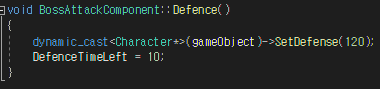 void BossAttackComponent::Defence()
{
dynamic_cast<Character*>(gameObject)->SetDefense(120);
DefenceTimeLeft = 10;
}